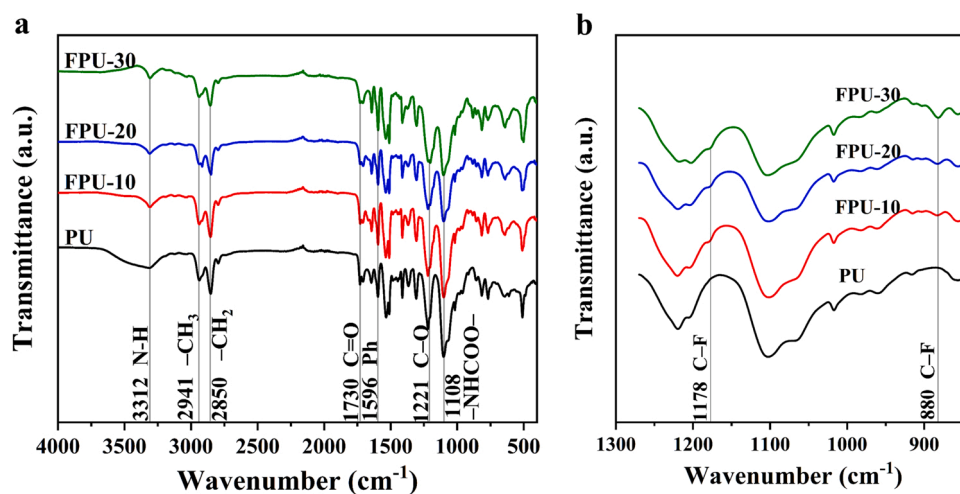 a
Transmittance (a.u.)
FPU-30
FPU-20
FPU-10
PU
3312 N-H
2941 –CH₃
2850 –CH₂
1730 C=O
1596 Ph
1221 C–O
1108
–NHCOO–
4000 3500 3000 2500 2000 1500 1000 500
Wavenumber (cm⁻¹)
b
Transmittance (a.u.)
FPU-30
FPU-20
FPU-10
PU
1178 C–F
880 C–F
1300 1200 1100 1000 900
Wavenumber (cm⁻¹)